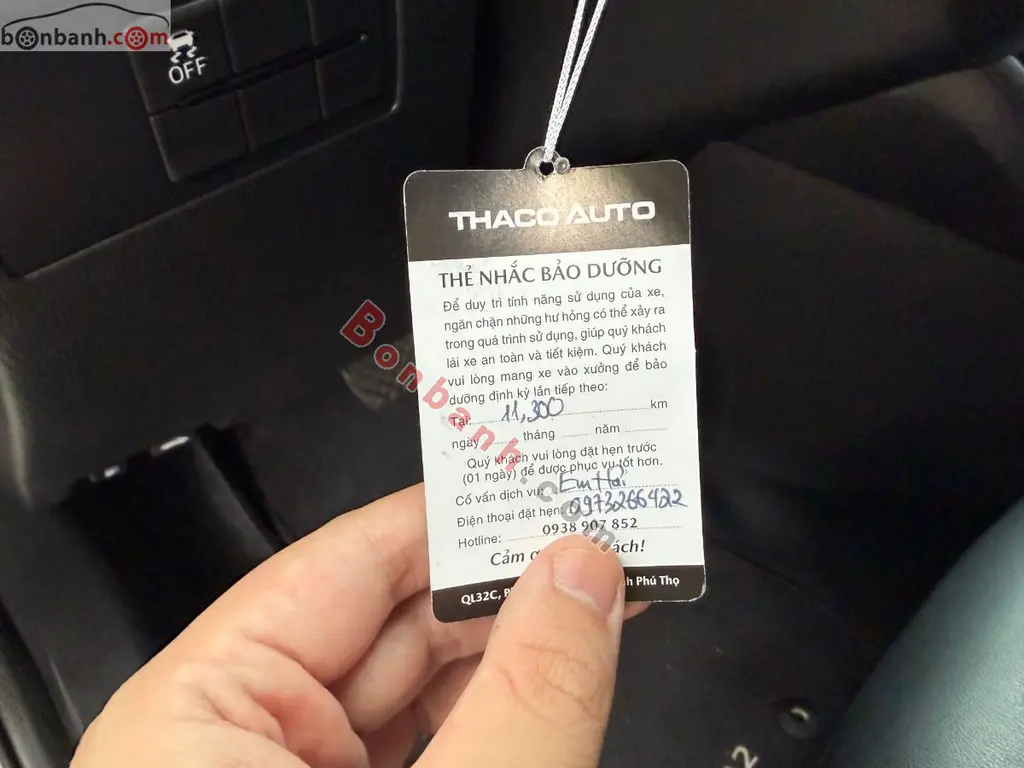 bonbanh.com
OFF
THACO AUTO
THẺ NHẮC BẢO DƯỠNG
Để duy trì tính năng sử dụng của xe,
ngăn chặn những hư hỏng có thể xảy ra
trong quá trình sử dụng, giúp quý khách
lái xe an toàn và tiết kiệm. Quý khách
vui lòng mang xe vào xưởng để bảo
dưỡng định kỳ lần tiếp theo:
Tại: 11,300 km
ngày tháng năm
Quý khách vui lòng đặt hẹn trước
(01 ngày) để được phục vụ tốt hơn.
Cố vấn dịch vụ: Em Hải
Điện thoại đặt hẹn: 0973266422
Hotline: 0938 907 852
Cảm ách!
QL32C, Phú Thọ
Bonbanh.com